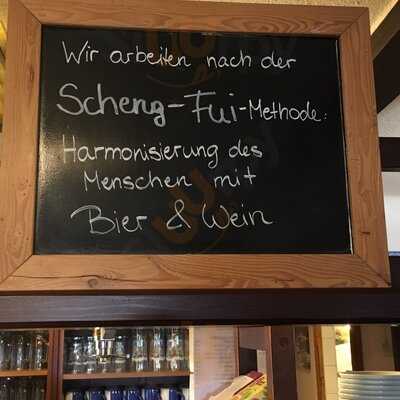 Wir arbeiten nach der
Scheng-Fui-Methode:
Harmonisierung des
Menschen mit
Bier & Wein